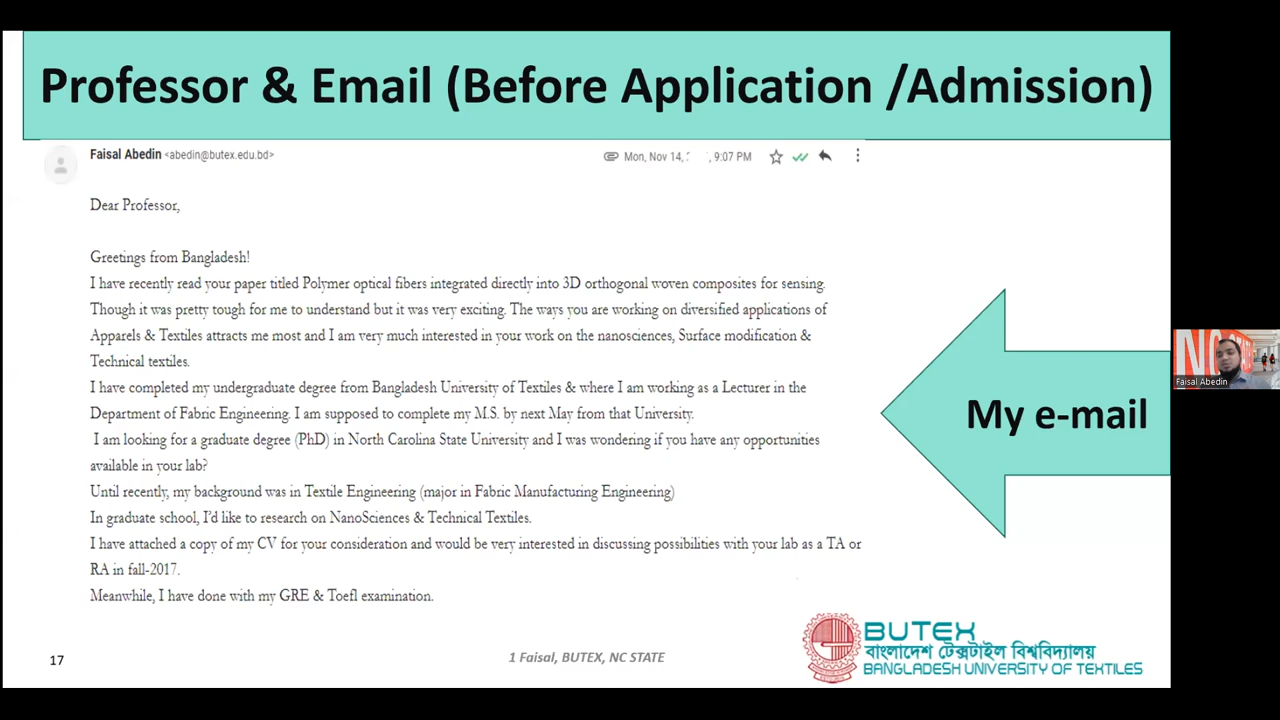 Professor & Email (Before Application /Admission)
Faisal Abedin <abedin@butex.edu.bd>
Mon, Nov 14, 9:07 PM
Dear Professor,
Greetings from Bangladesh!
I have recently read your paper titled Polymer optical fibers integrated directly into 3D orthogonal woven composites for sensing.
Though it was pretty tough for me to understand but it was very exciting. The ways you are working on diversified applications of
Apparels & Textiles attracts me most and I am very much interested in your work on the nanosciences, Surface modification &
Technical textiles.
I have completed my undergraduate degree from Bangladesh University of Textiles & where I am working as a Lecturer in the
Department of Fabric Engineering. I am supposed to complete my M.S. by next May from that University.
I am looking for a graduate degree (PhD) in North Carolina State University and I was wondering if you have any opportunities
available in your lab?
Until recently, my background was in Textile Engineering (major in Fabric Manufacturing Engineering)
In graduate school, I'd like to research on NanoSciences & Technical Textiles.
I have attached a copy of my CV for your consideration and would be very interested in discussing possibilities with your lab as a TA or
RA in fall-2017.
Meanwhile, I have done with my GRE & Toefl examination.
My e-mail
Faisal Abedin
17
1 Faisal, BUTEX, NC STATE
BUTEX
বাংলাদেশ টেক্সটাইল বিশ্ববিদ্যালয়
BANGLADESH UNIVERSITY OF TEXTILES